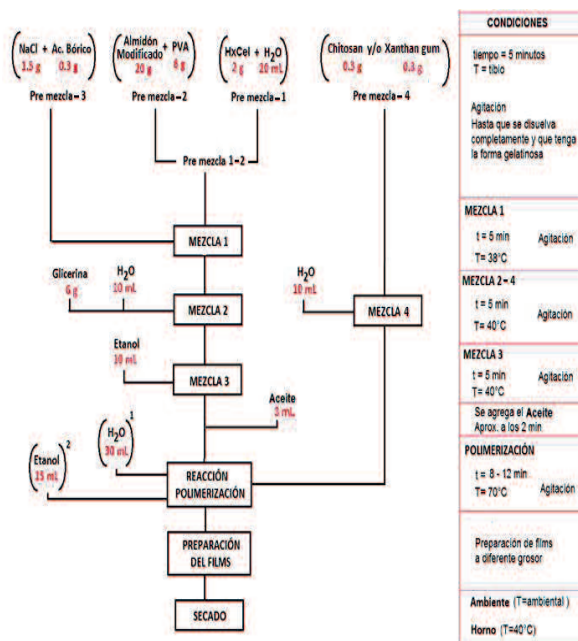 NaCl + Ac. Bórico
1.5 g 0.3 g
Pre mezcla-3
Almidón Modificado + PVA
20 g 6 g
Pre mezcla-2
HxCel + H2O
2 g 20 mL
Pre mezcla-1
Chitosan y/o Xanthan gum
0.3 g 0.3 g
Pre mezcla-4
Pre mezcla 1-2
MEZCLA 1
Glicerina
6 g
H2O
10 mL
MEZCLA 2
H2O
10 mL
MEZCLA 4
Etanol
10 mL
MEZCLA 3
Aceite
3 mL
(H2O)1
30 mL
(Etanol)2
15 mL
REACCIÓN
POLIMERIZACIÓN
PREPARACIÓN
DEL FILMS
SECADO
CONDICIONES
tiempo = 5 minutos
T = tibio
Agitación
Hasta que se disuelva
completamente y que tenga
la forma gelatinosa
MEZCLA 1
t = 5 min Agitación
T= 38°C
MEZCLA 2-4
t = 5 min Agitación
T= 40°C
MEZCLA 3
t = 5 min Agitación
T= 40°C
Se agrega el Aceite
Aprox. a los 2 min
POLIMERIZACIÓN
t = 8 - 12 min
T= 70°C Agitación
Preparación de films
a diferente grosor
Ambiente (T=ambiental )
Horno (T=40°C)